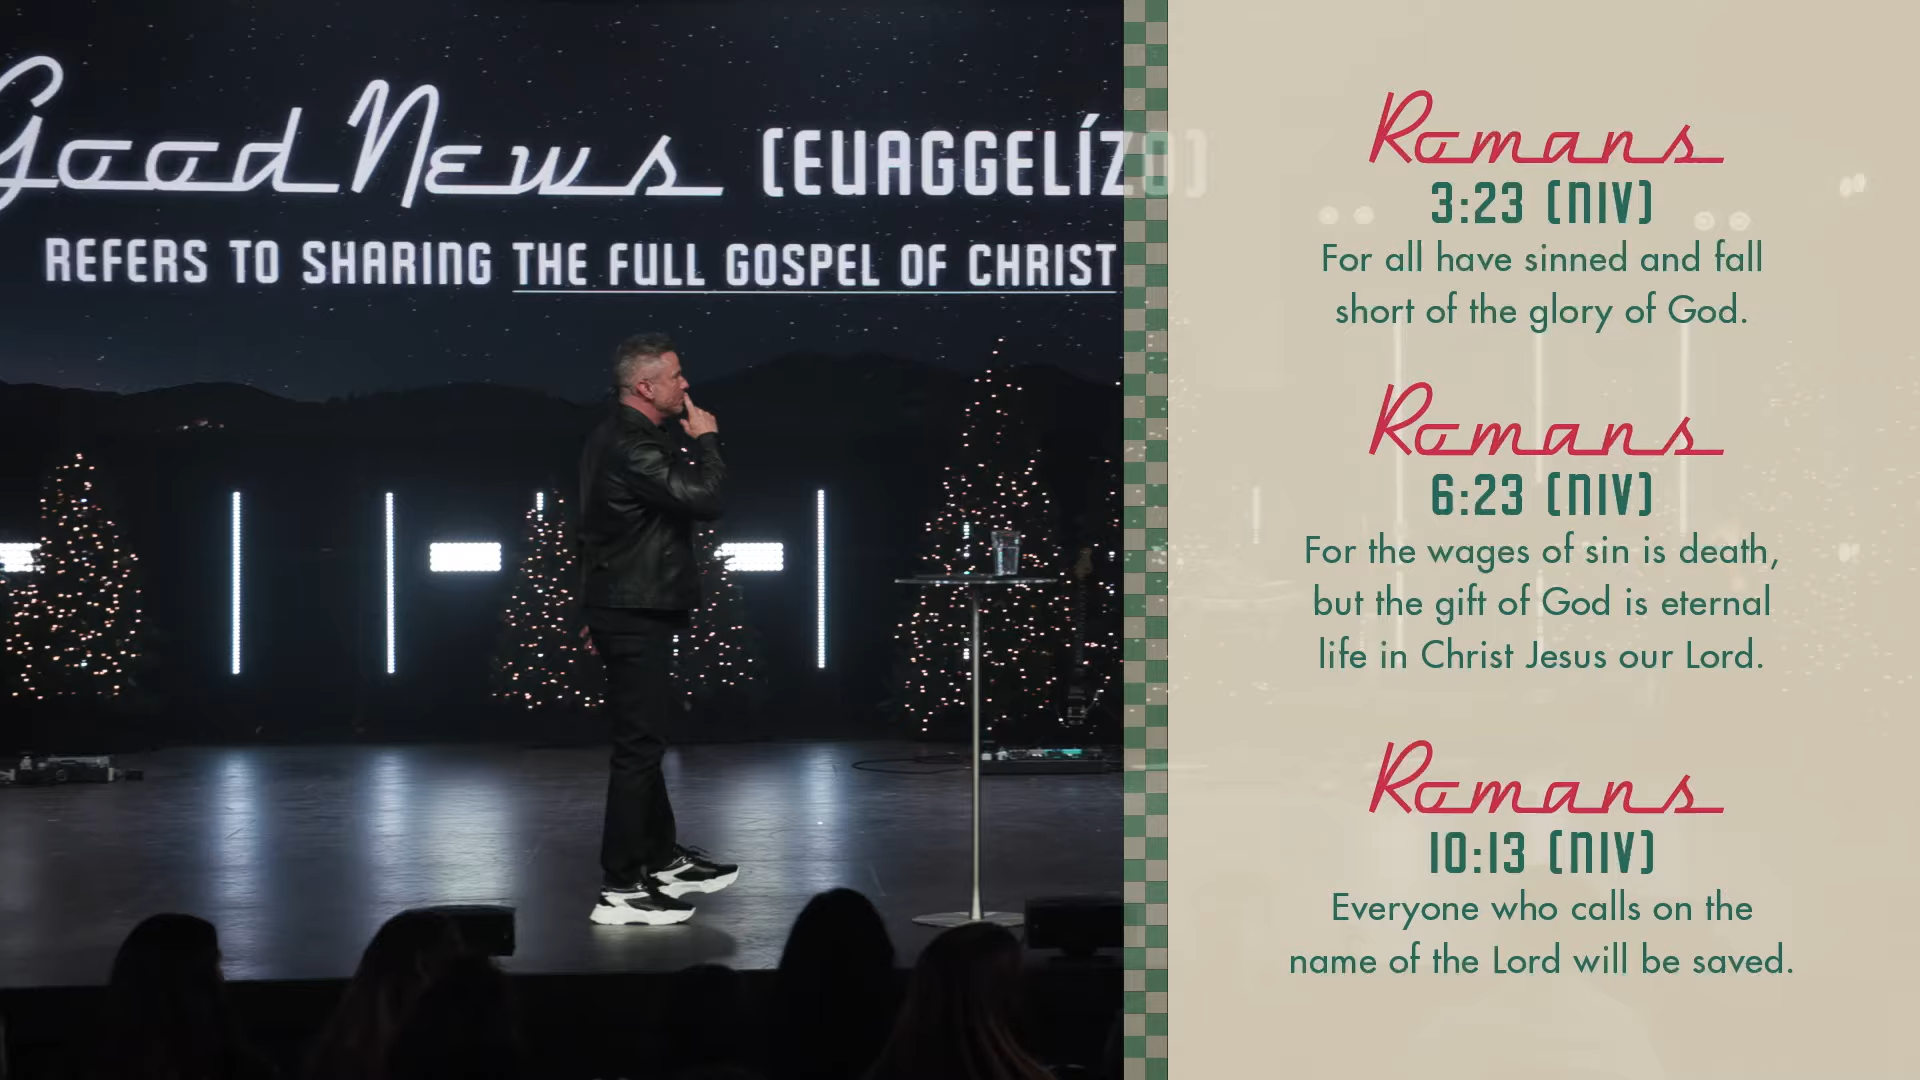 Good News (EUAGGELÍZO)
REFERS TO SHARING THE FULL GOSPEL OF CHRIST
Romans
3:23 (NIV)
For all have sinned and fall
short of the glory of God.
Romans
6:23 (NIV)
For the wages of sin is death,
but the gift of God is eternal
life in Christ Jesus our Lord.
Romans
10:13 (NIV)
Everyone who calls on the
name of the Lord will be saved.